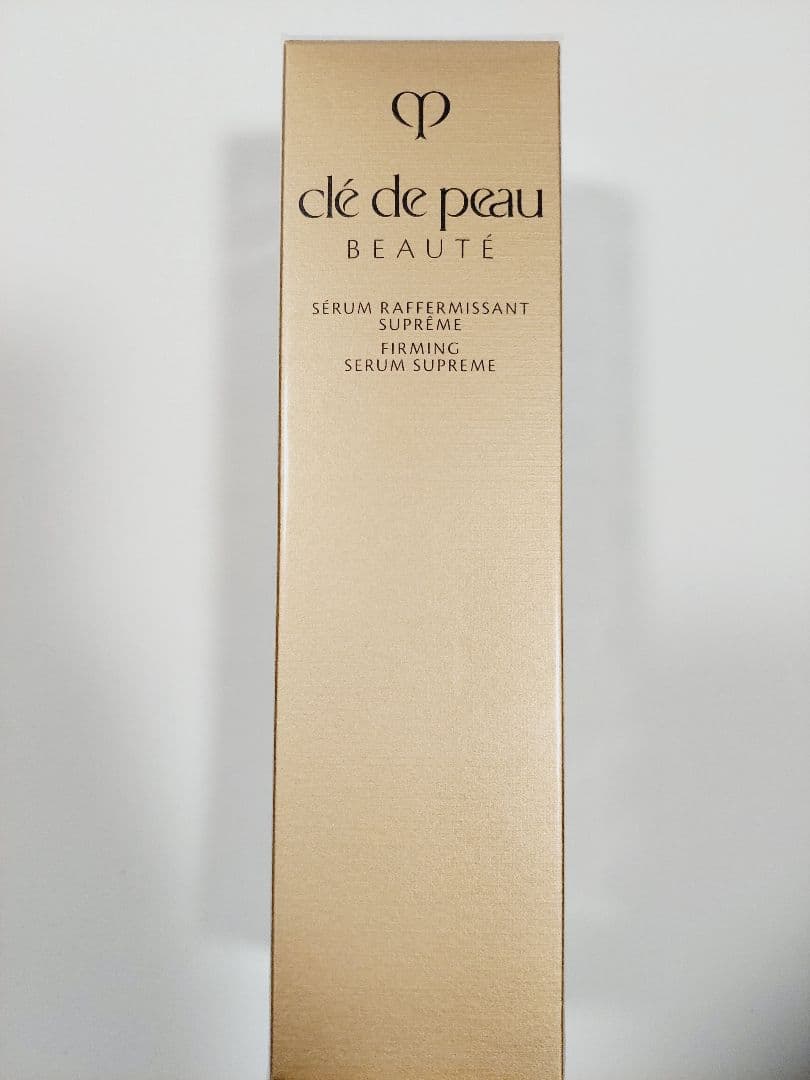 clé de peau
BEAUTÉ
SÉRUM RAFFERMISSANT
SUPRÊME
FIRMING
SERUM SUPREME